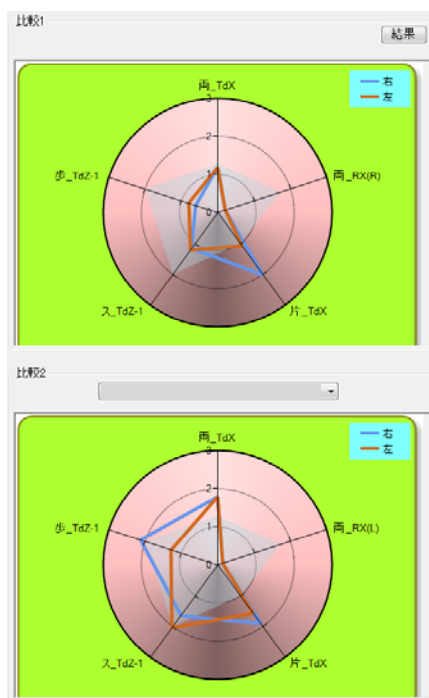 比較1
結果
両_TdX
右
左
3
2
1
0
歩_TdZ-1
両_RX(R)
ス_TdZ-1
片_TdX
比較2
両_TdX
右
左
3
2
1
0
歩_TdZ-1
両_RX(L)
ス_TdZ-1
片_TdX